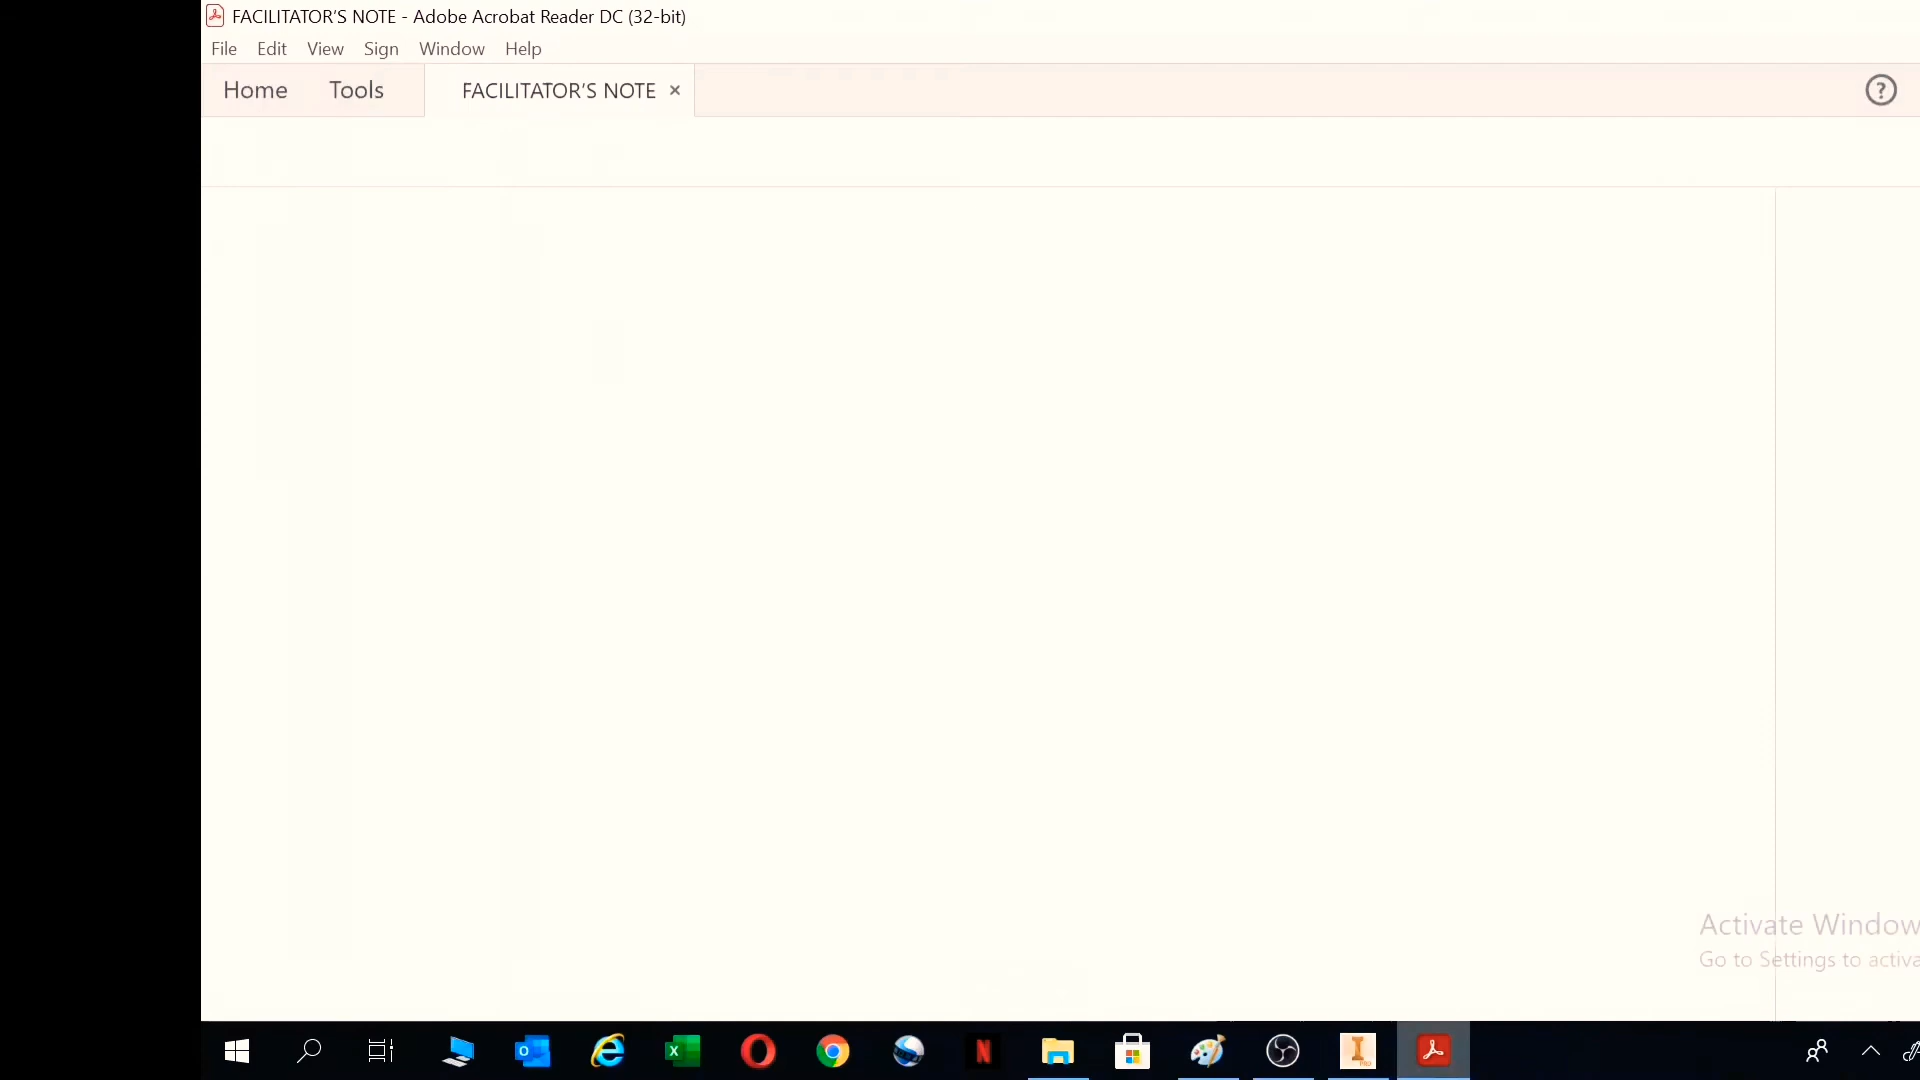 FACILITATOR'S NOTE - Adobe Acrobat Reader DC (32-bit)
File Edit View Sign Window Help
Home Tools FACILITATOR'S NOTE ×
?
Activate Window
Go to Settings to activa